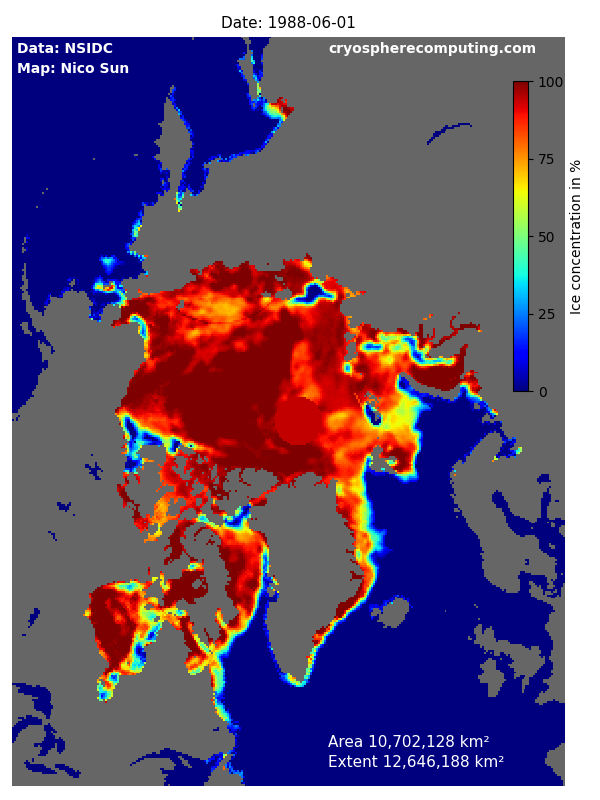 Date: 1988-06-01
Data: NSIDC
Map: Nico Sun
cryospherecomputing.com
100
75
50
25
0
Ice concentration in %
Area 10,702,128 km²
Extent 12,646,188 km²